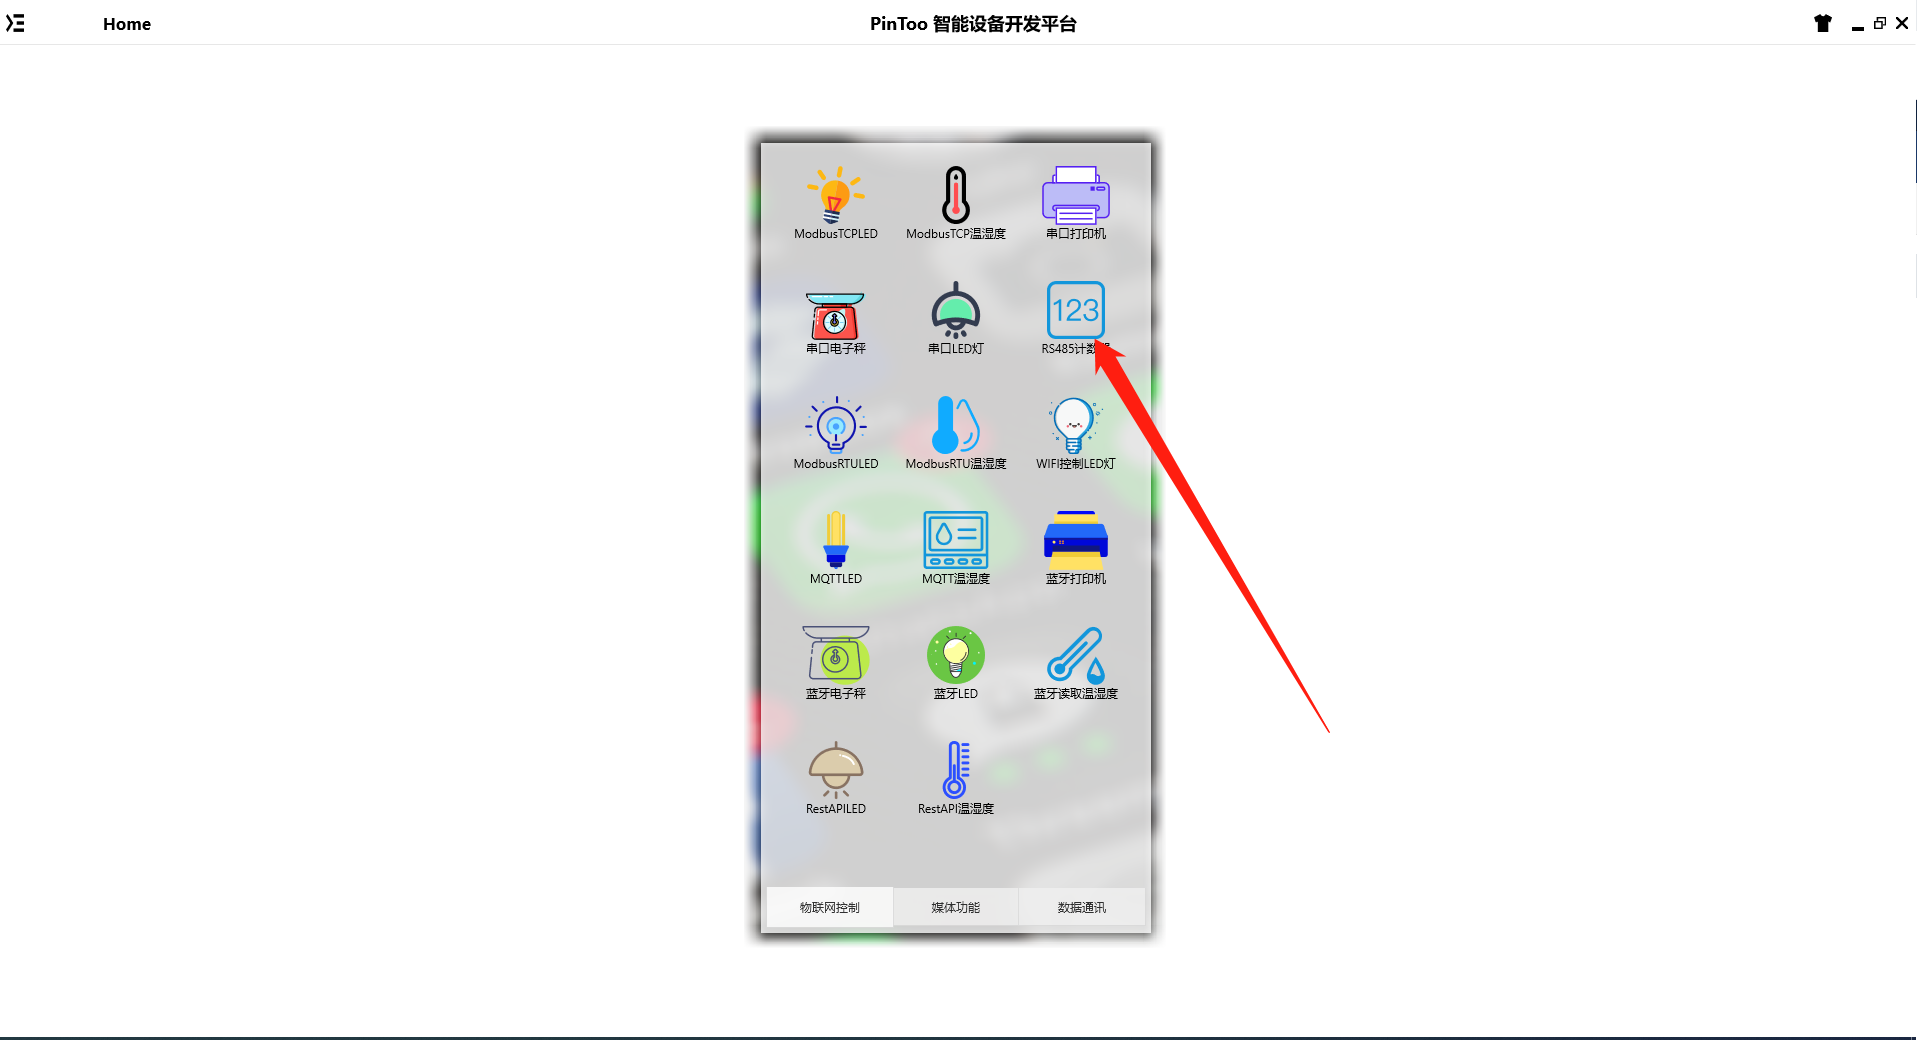 Home
PinToo 智能设备开发平台
ModbusTCPLED
ModbusTCP温湿度
串口打印机
串口电子秤
串口LED灯
123
RS485计数
ModbusRTULED
ModbusRTU温湿度
WIFI控制LED灯
MQTTLED
MQTT温湿度
蓝牙打印机
蓝牙电子秤
蓝牙LED
蓝牙读取温湿度
RestAPILED
RestAPI温湿度
物联网控制
媒体功能
数据通讯